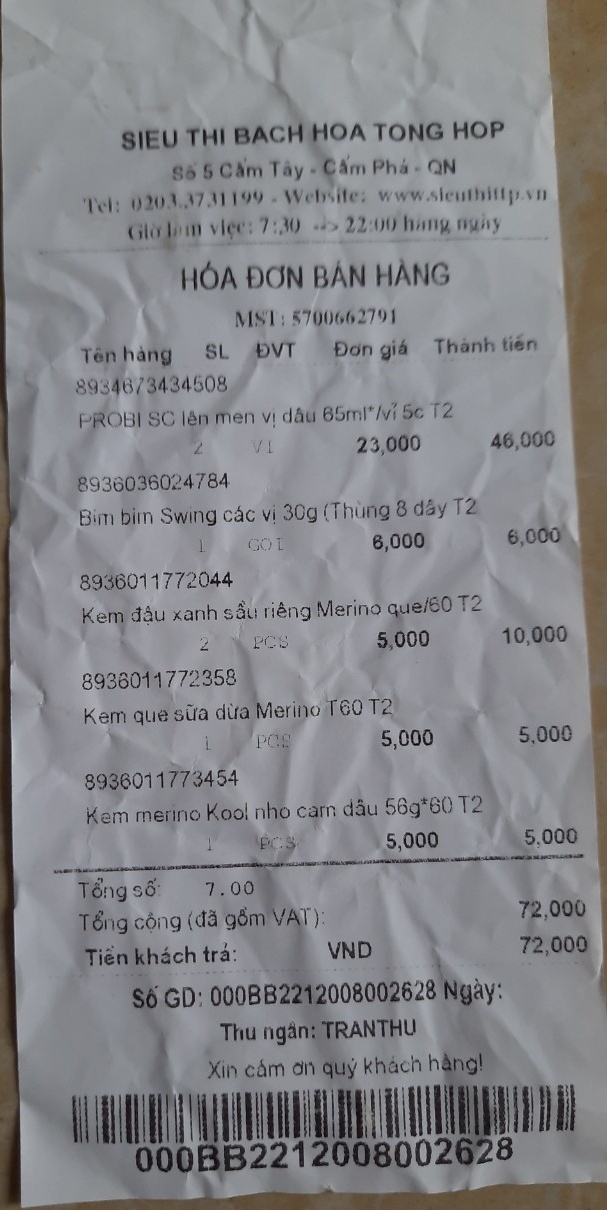 SIEU THI BACH HOA TONG HOP
Số 5 Cẩm Tây - Cẩm Phả - QN
Tel: 0203.3731199 - Website: www.sieuthittp.vn
Giờ làm việc: 7:30 --> 22:00 hàng ngày
HÓA ĐƠN BÁN HÀNG
MST: 5700662791
Tên hàng SL ĐVT Đơn giá Thành tiền
8934673434508
PROBI SC lên men vị dâu 65ml*/vỉ 5c T2
2 VI 23,000 46,000
8936036024784
Bim bim Swing các vị 30g (Thùng 8 dây T2
1 GOI 6,000 6,000
8936011772044
Kem đậu xanh sầu riêng Merino que/60 T2
2 PCS 5,000 10,000
8936011772358
Kem que sữa dừa Merino T60 T2
1 PCS 5,000 5,000
8936011773454
Kem merino Kool nho cam dâu 56g*60 T2
1 PCS 5,000 5,000
Tổng số: 7.00
Tổng cộng (đã gồm VAT): 72,000
Tiền khách trả: VND 72,000
Số GD: 000BB2212008002628 Ngày:
Thu ngân: TRANTHU
Xin cảm ơn quý khách hàng!
000BB2212008002628